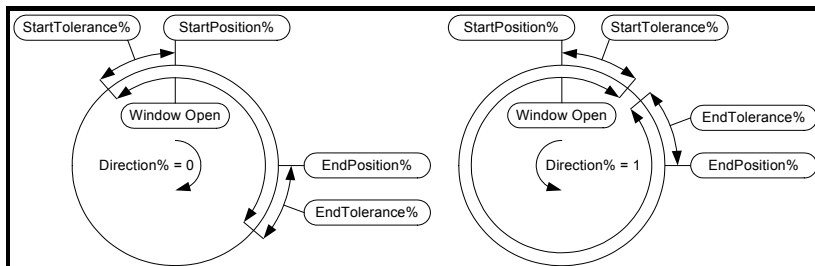 StartTolerance%
StartPosition%
Window Open
Direction% = 0
EndPosition%
EndTolerance%
StartPosition%
StartTolerance%
Window Open
EndTolerance%
Direction% = 1
EndPosition%